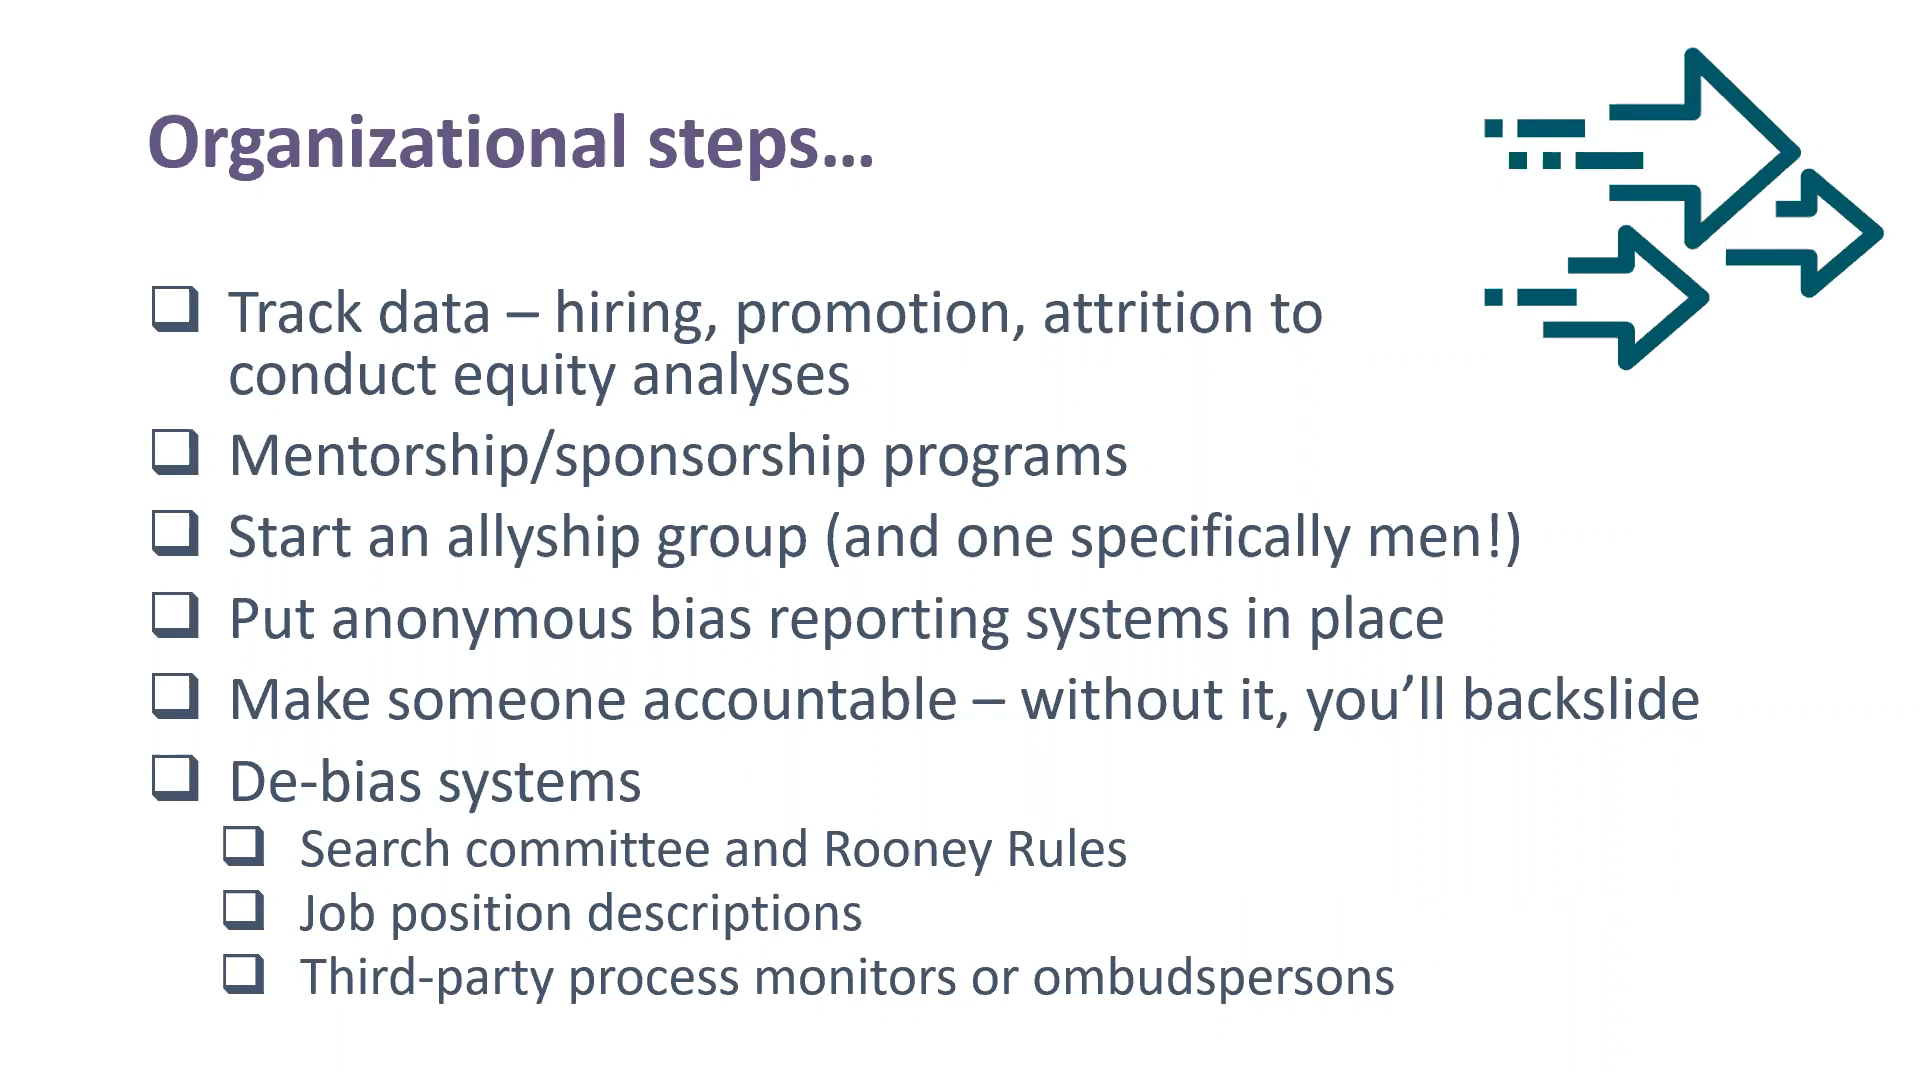 Organizational steps...
Track data – hiring, promotion, attrition to
conduct equity analyses
Mentorship/sponsorship programs
Start an allyship group (and one specifically men!)
Put anonymous bias reporting systems in place
Make someone accountable – without it, you’ll backslide
De-bias systems
Search committee and Rooney Rules
Job position descriptions
Third-party process monitors or ombudspersons